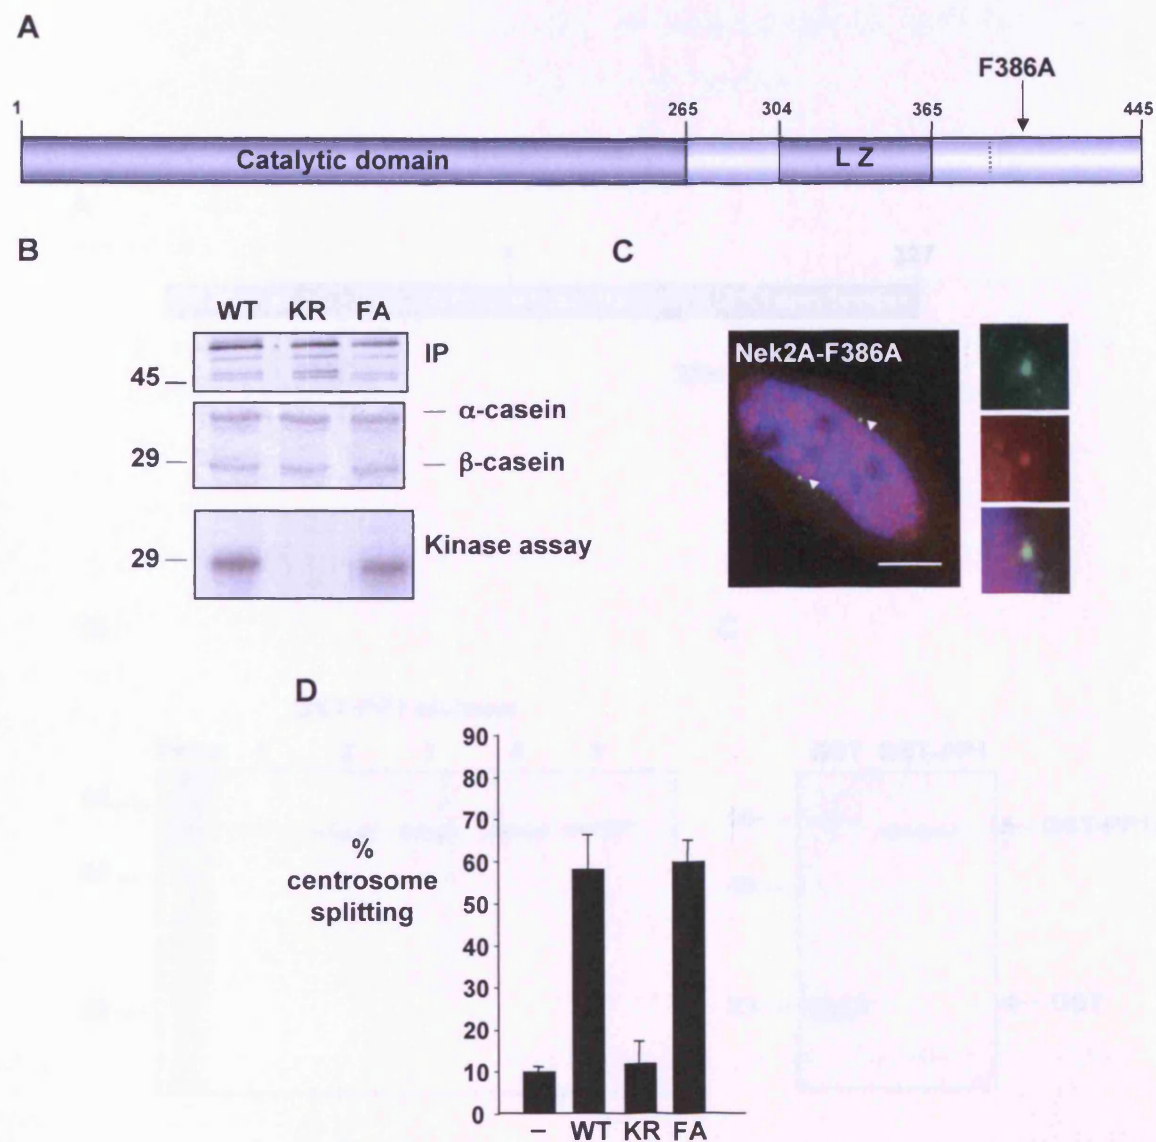 A
F386A
1 265 304 365 445
Catalytic domain L Z
B
WT KR FA
IP
45
α-casein
29
β-casein
29
Kinase assay
C
Nek2A-F386A
D
90
80
70
60
50
40
30
20
10
0
%
centrosome
splitting
– WT KR FA